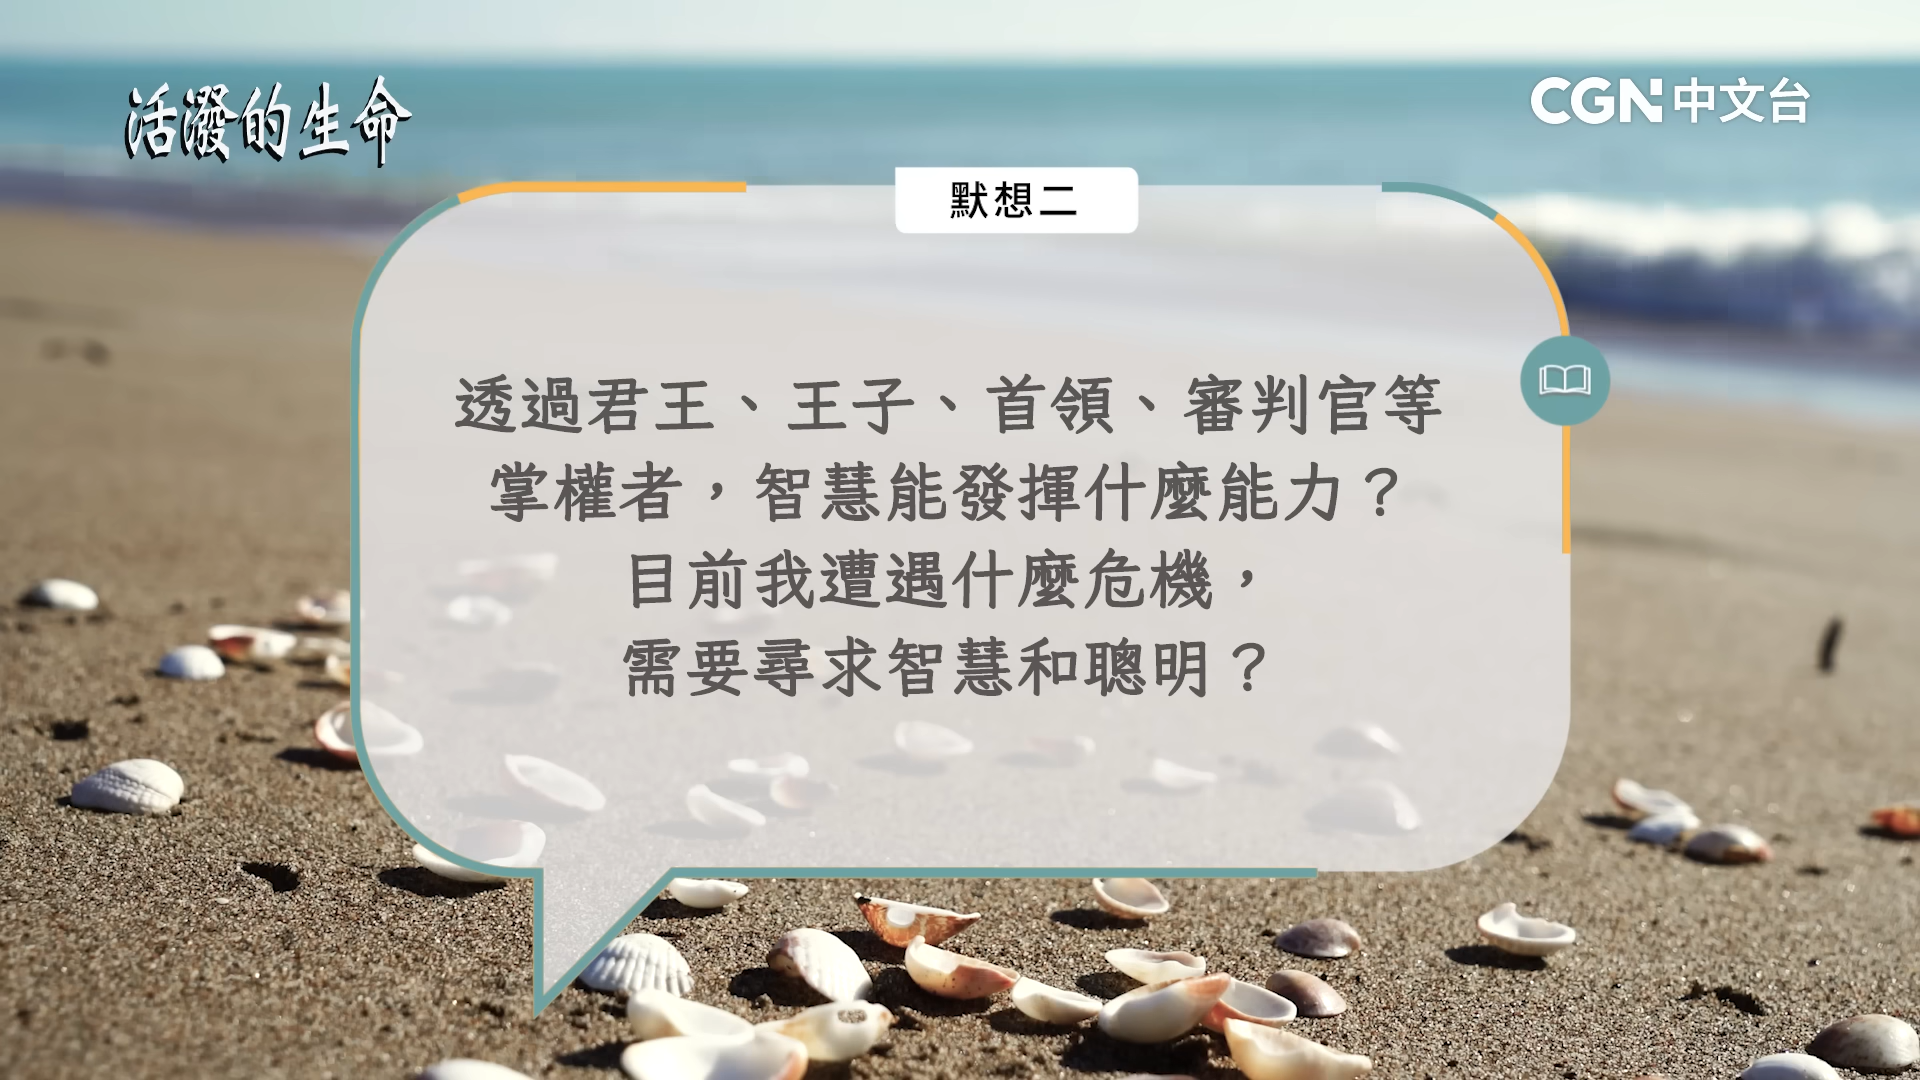 活潑的生命
CGN中文台
默想二
透過君王、王子、首領、審判官等
掌權者，智慧能發揮什麼能力？
目前我遭遇什麼危機，
需要尋求智慧和聰明？